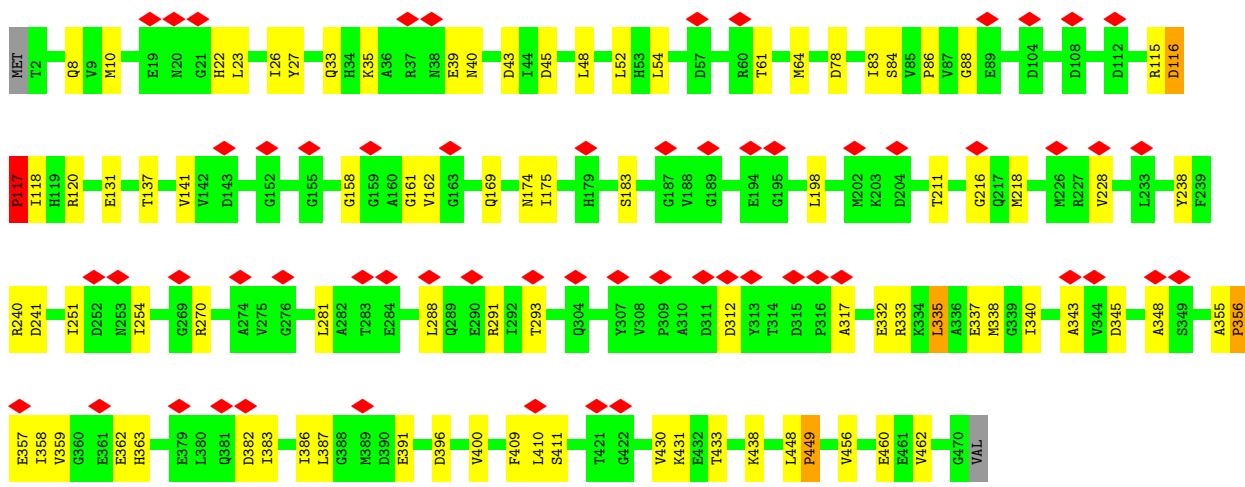 MET T2 Q8 V9 M10 E19 N20 G21 H22 L23 I26 Y27 Q33 H34 K35 A36 R37 N38 E39 N40 D43 I44 D45 L48 L52 H53 L54 D57 R60 T61 M64 D78 I83 S84 V85 P86 V87 G88 E89 D104 D108 D112 R115 D116
P117 I118 H119 R120 E131 T137 V141 V142 D143 G152 G155 G158 G159 A160 G161 V162 G163 Q169 N174 I175 H179 S183 G187 V188 G189 E194 G195 L198 M202 K203 D204 T211 G216 Q217 M218 M226 R227 V228 L233 Y238 F239
R240 D241 I251 D252 N253 I254 G269 R270 A274 V275 G276 L281 A282 T283 E284 L288 Q289 E290 R291 I292 T293 Q304 Y307 V308 F309 A310 D311 D312 Y313 T314 D315 P316 A317 E332 R333 K334 L335 A336 E337 M338 G339 I340 A343 V344 D345 A348 S349 A355 P356
E357 I358 V359 G360 E361 E362 H363 E379 L380 Q381 D382 I383 I386 L387 G388 M389 D390 E391 D396 V400 F409 L410 S411 T421 G422 V430 K431 E432 T433 K438 L448 P449 V456 E460 E461 V462 G470 VAL